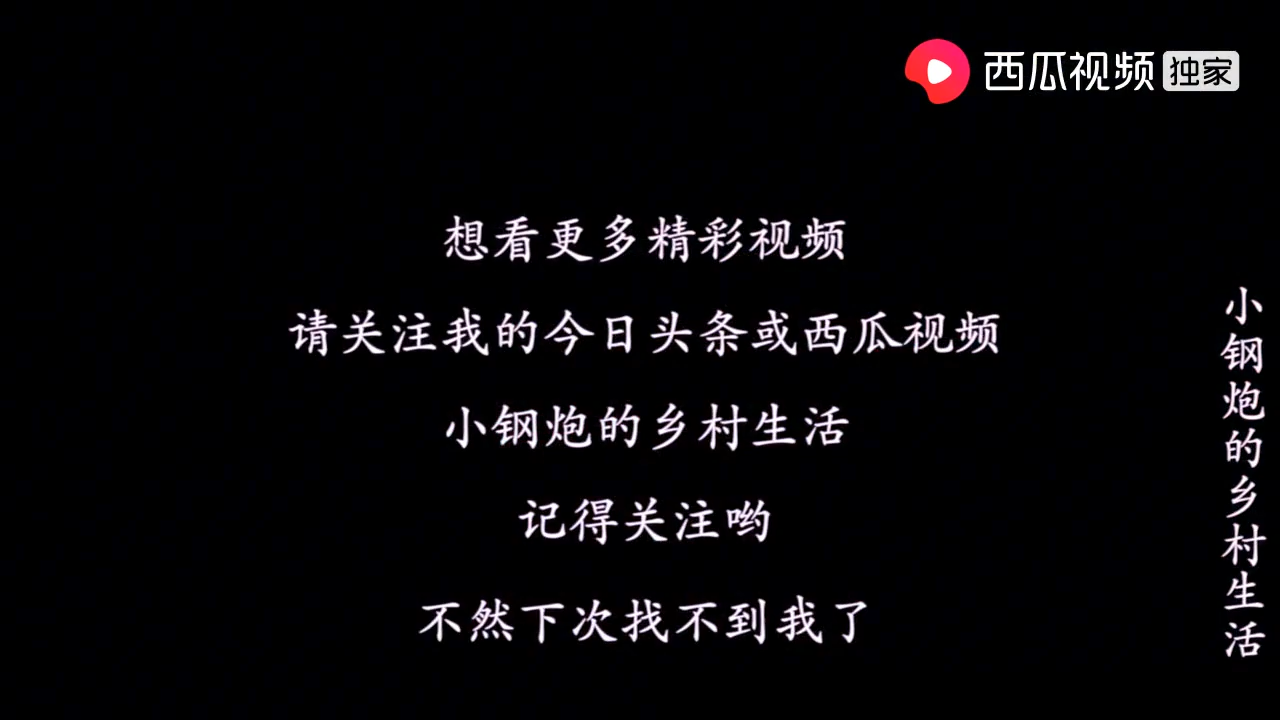 西瓜视频 独家
想看更多精彩视频
请关注我的今日头条或西瓜视频
小钢炮的乡村生活
记得关注哟
不然下次找不到我了
小钢炮的乡村生活